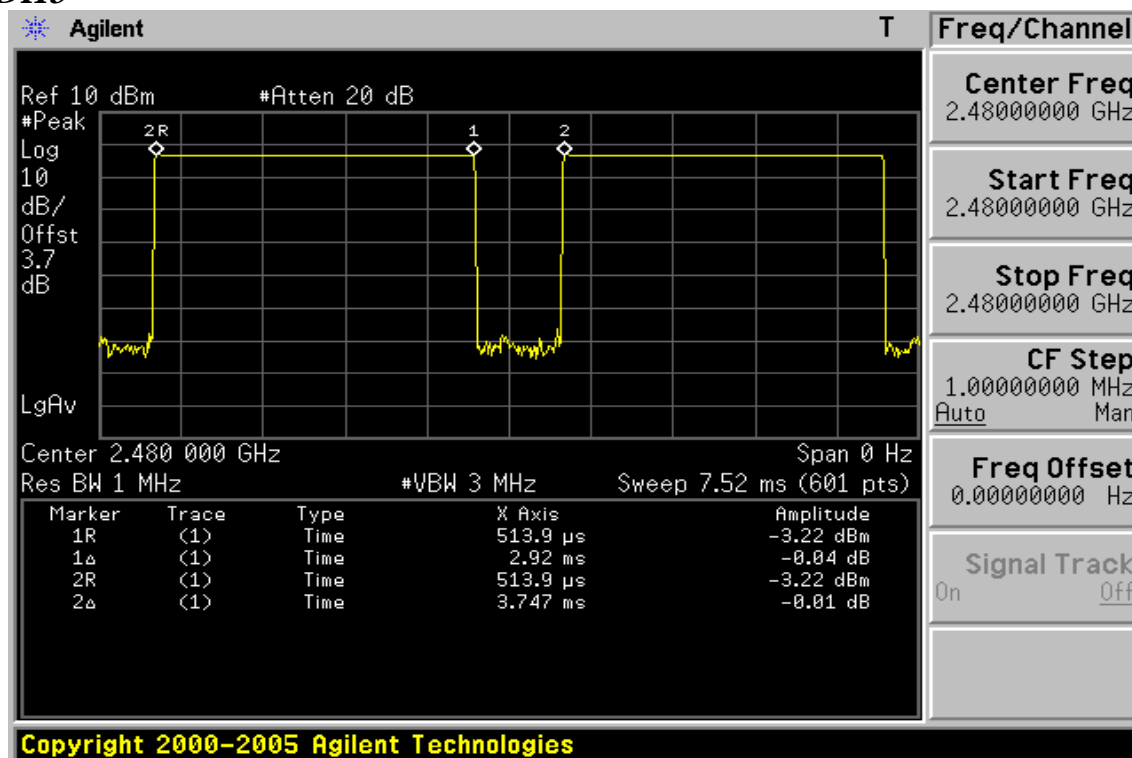 Agilent T
Freq/Channel
Ref 10 dBm #Atten 20 dB
#Peak
Log
10
dB/
Offst
3.7
dB
LgAv
2R 1 2
Center 2.480 000 GHz Span 0 Hz
Res BW 1 MHz #VBW 3 MHz Sweep 7.52 ms (601 pts)
Marker Trace Type X Axis Amplitude
1R (1) Time 513.9 µs -3.22 dBm
1Δ (1) Time 2.92 ms -0.04 dB
2R (1) Time 513.9 µs -3.22 dBm
2Δ (1) Time 3.747 ms -0.01 dB
Center Freq
2.48000000 GHz
Start Freq
2.48000000 GHz
Stop Freq
2.48000000 GHz
CF Step
1.00000000 MHz
Auto Man
Freq Offset
0.00000000 Hz
Signal Track
On Off
Copyright 2000-2005 Agilent Technologies